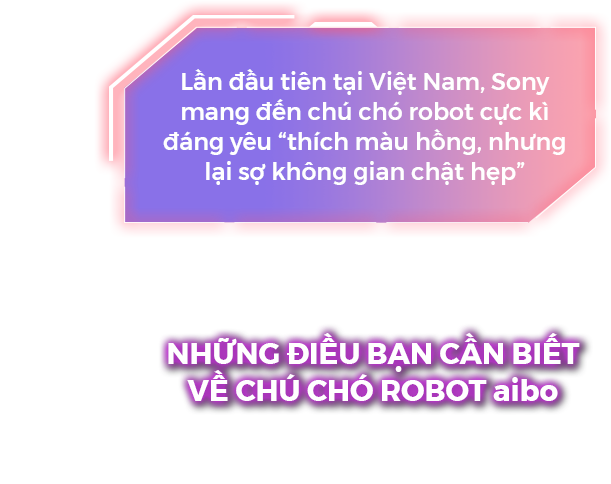 Lần đầu tiên tại Việt Nam, Sony
mang đến chú chó robot cực kì
đáng yêu “thích màu hồng, nhưng
lại sợ không gian chật hẹp”
NHỮNG ĐIỀU BẠN CẦN BIẾT
VỀ CHÚ CHÓ ROBOT aibo